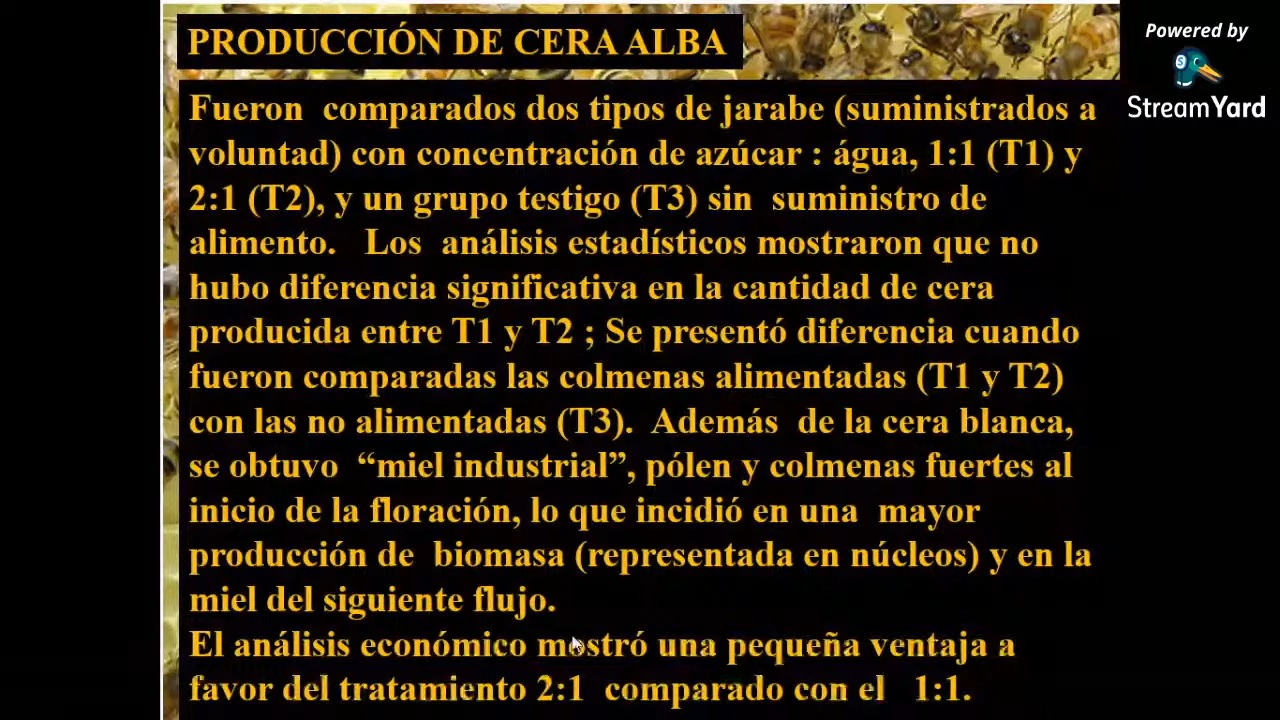 PRODUCCIÓN DE CERA ALBA
Powered by
StreamYard
Fueron comparados dos tipos de jarabe (suministrados a
voluntad) con concentración de azúcar : água, 1:1 (T1) y
2:1 (T2), y un grupo testigo (T3) sin suministro de
alimento. Los análisis estadísticos mostraron que no
hubo diferencia significativa en la cantidad de cera
producida entre T1 y T2 ; Se presentó diferencia cuando
fueron comparadas las colmenas alimentadas (T1 y T2)
con las no alimentadas (T3). Además de la cera blanca,
se obtuvo “miel industrial”, pólen y colmenas fuertes al
inicio de la floración, lo que incidió en una mayor
producción de biomasa (representada en núcleos) y en la
miel del siguiente flujo.
El análisis económico mostró una pequeña ventaja a
favor del tratamiento 2:1 comparado con el 1:1.